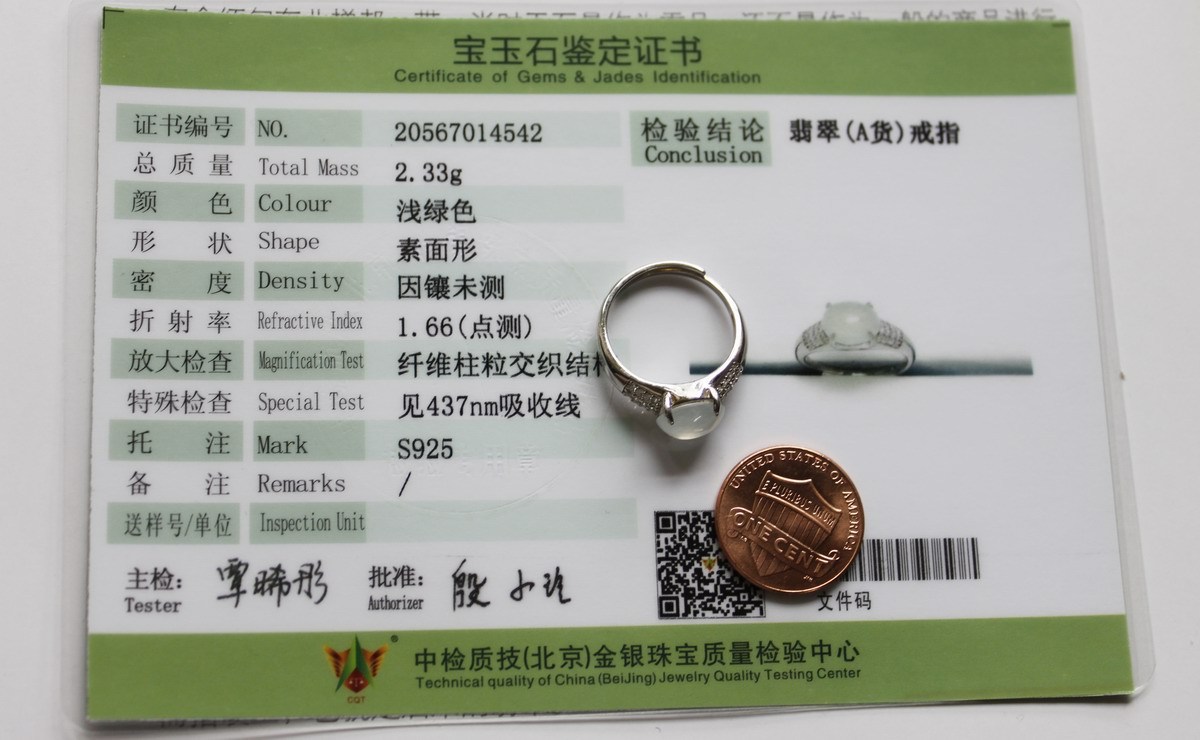 宝玉石鉴定证书
Certificate of Gems & Jades Identification
证书编号 NO. 20567014542
总质量 Total Mass 2.33g
颜色 Colour 浅绿色
形状 Shape 素面形
密度 Density 因镶未测
折射率 Refractive Index 1.66(点测)
放大检查 Magnification Test 纤维柱粒交织结
特殊检查 Special Test 见437nm吸收线
托注 Mark S925
备注 Remarks /
送样号/单位 Inspection Unit
检验结论 翡翠(A货)戒指
Conclusion
UNITED STATES OF AMERICA
E PLURIBUS UNUM
ONE CENT
主检: 覃晞彤 批准: 殷小玲
Tester Authorizer
文件码
中检质技(北京)金银珠宝质量检验中心
Technical quality of China (BeiJing) Jewelry Quality Testing Center
CQT